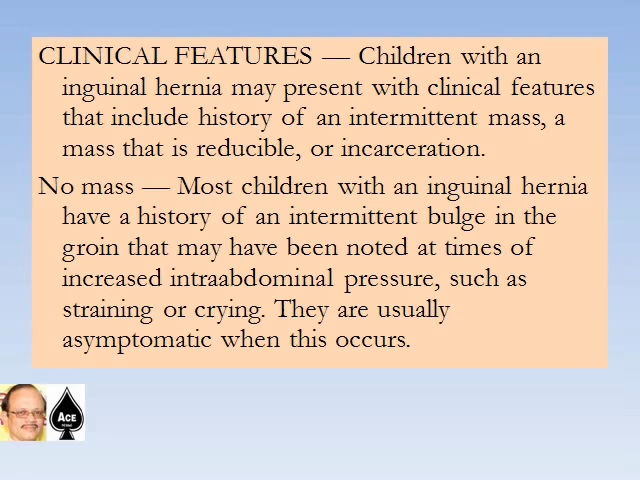 CLINICAL FEATURES — Children with an
inguinal hernia may present with clinical features
that include history of an intermittent mass, a
mass that is reducible, or incarceration.
No mass — Most children with an inguinal hernia
have a history of an intermittent bulge in the
groin that may have been noted at times of
increased intraabdominal pressure, such as
straining or crying. They are usually
asymptomatic when this occurs.
ACE